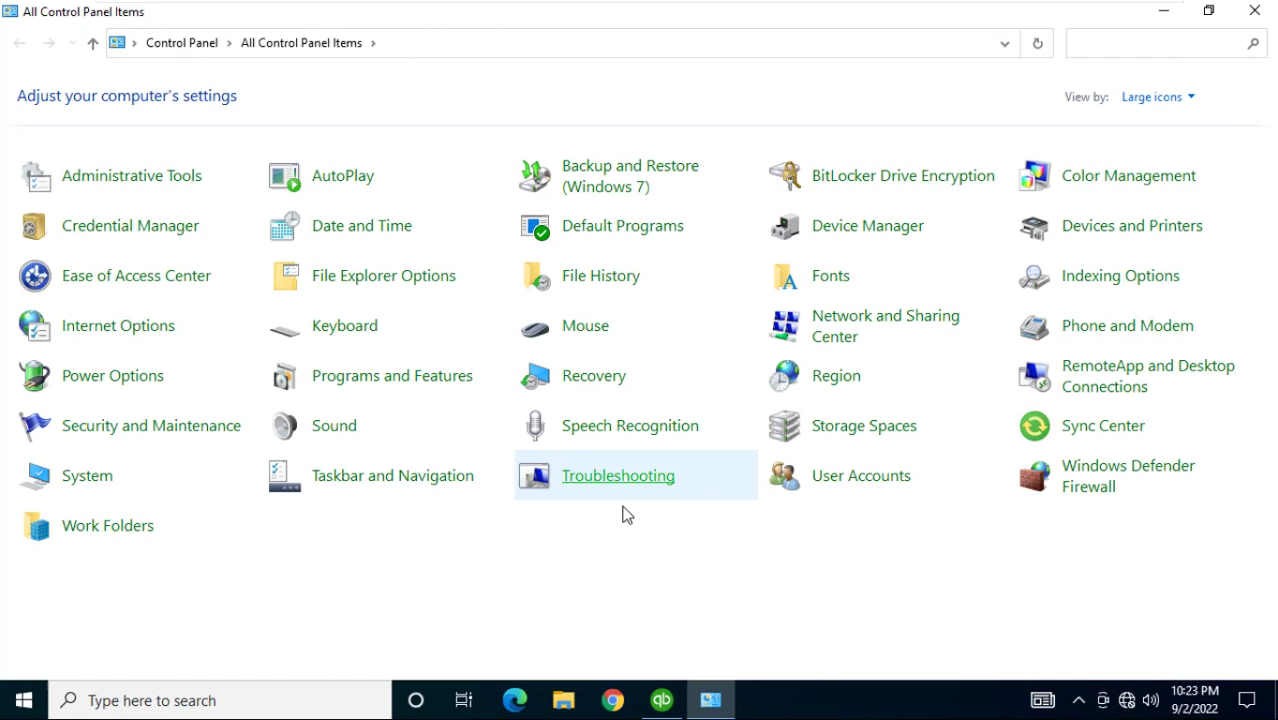 All Control Panel Items
Control Panel > All Control Panel Items >
Adjust your computer's settings
View by: Large icons
Administrative Tools
AutoPlay
Backup and Restore
(Windows 7)
BitLocker Drive Encryption
Color Management
Credential Manager
Date and Time
Default Programs
Device Manager
Devices and Printers
Ease of Access Center
File Explorer Options
File History
Fonts
Indexing Options
Internet Options
Keyboard
Mouse
Network and Sharing
Center
Phone and Modem
Power Options
Programs and Features
Recovery
Region
RemoteApp and Desktop
Connections
Security and Maintenance
Sound
Speech Recognition
Storage Spaces
Sync Center
System
Taskbar and Navigation
Troubleshooting
User Accounts
Windows Defender
Firewall
Work Folders
Type here to search
qb
10:23 PM
9/2/2022